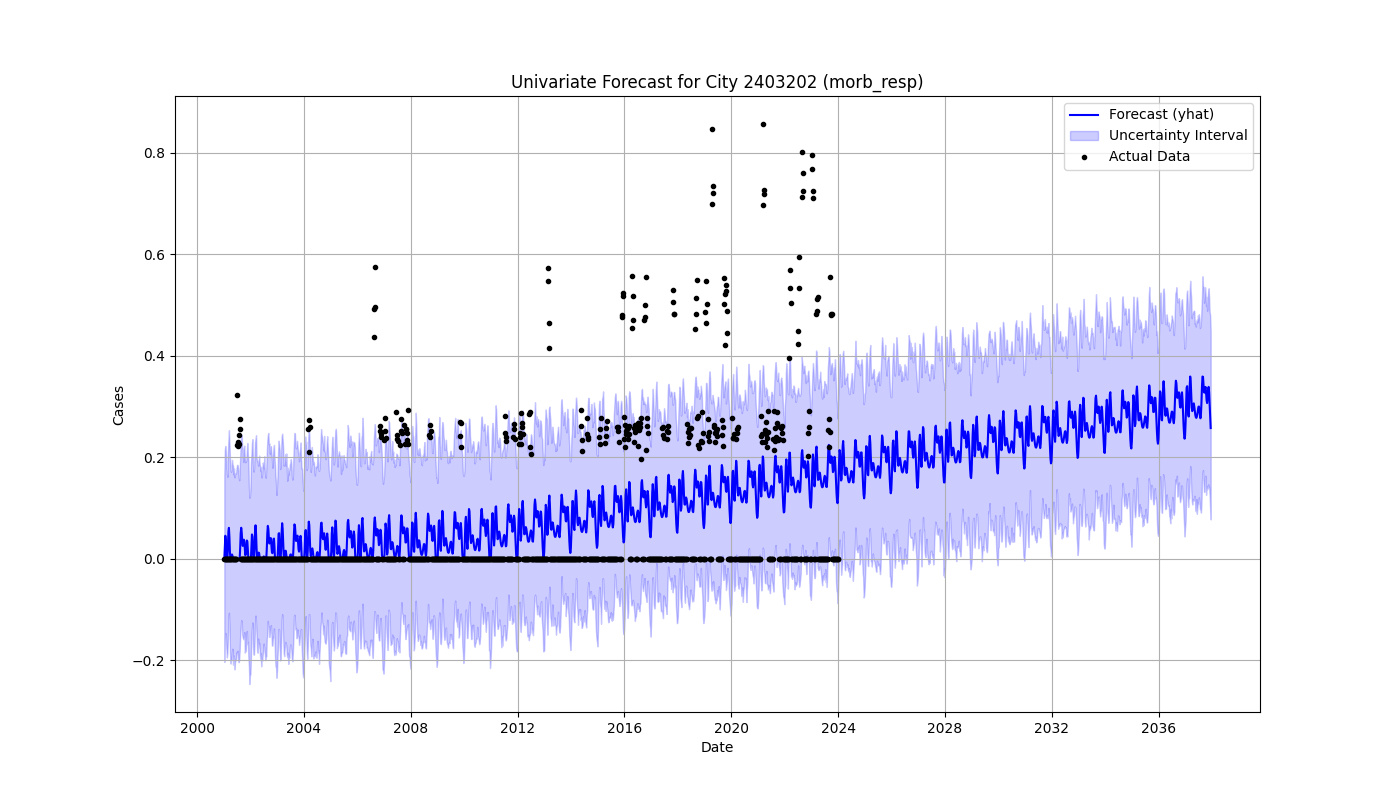 Univariate Forecast for City 2403202 (morb_resp)
Forecast (yhat)
Uncertainty Interval
Actual Data
Cases
0.8
0.6
0.4
0.2
0.0
−0.2
2000 2004 2008 2012 2016 2020 2024 2028 2032 2036
Date